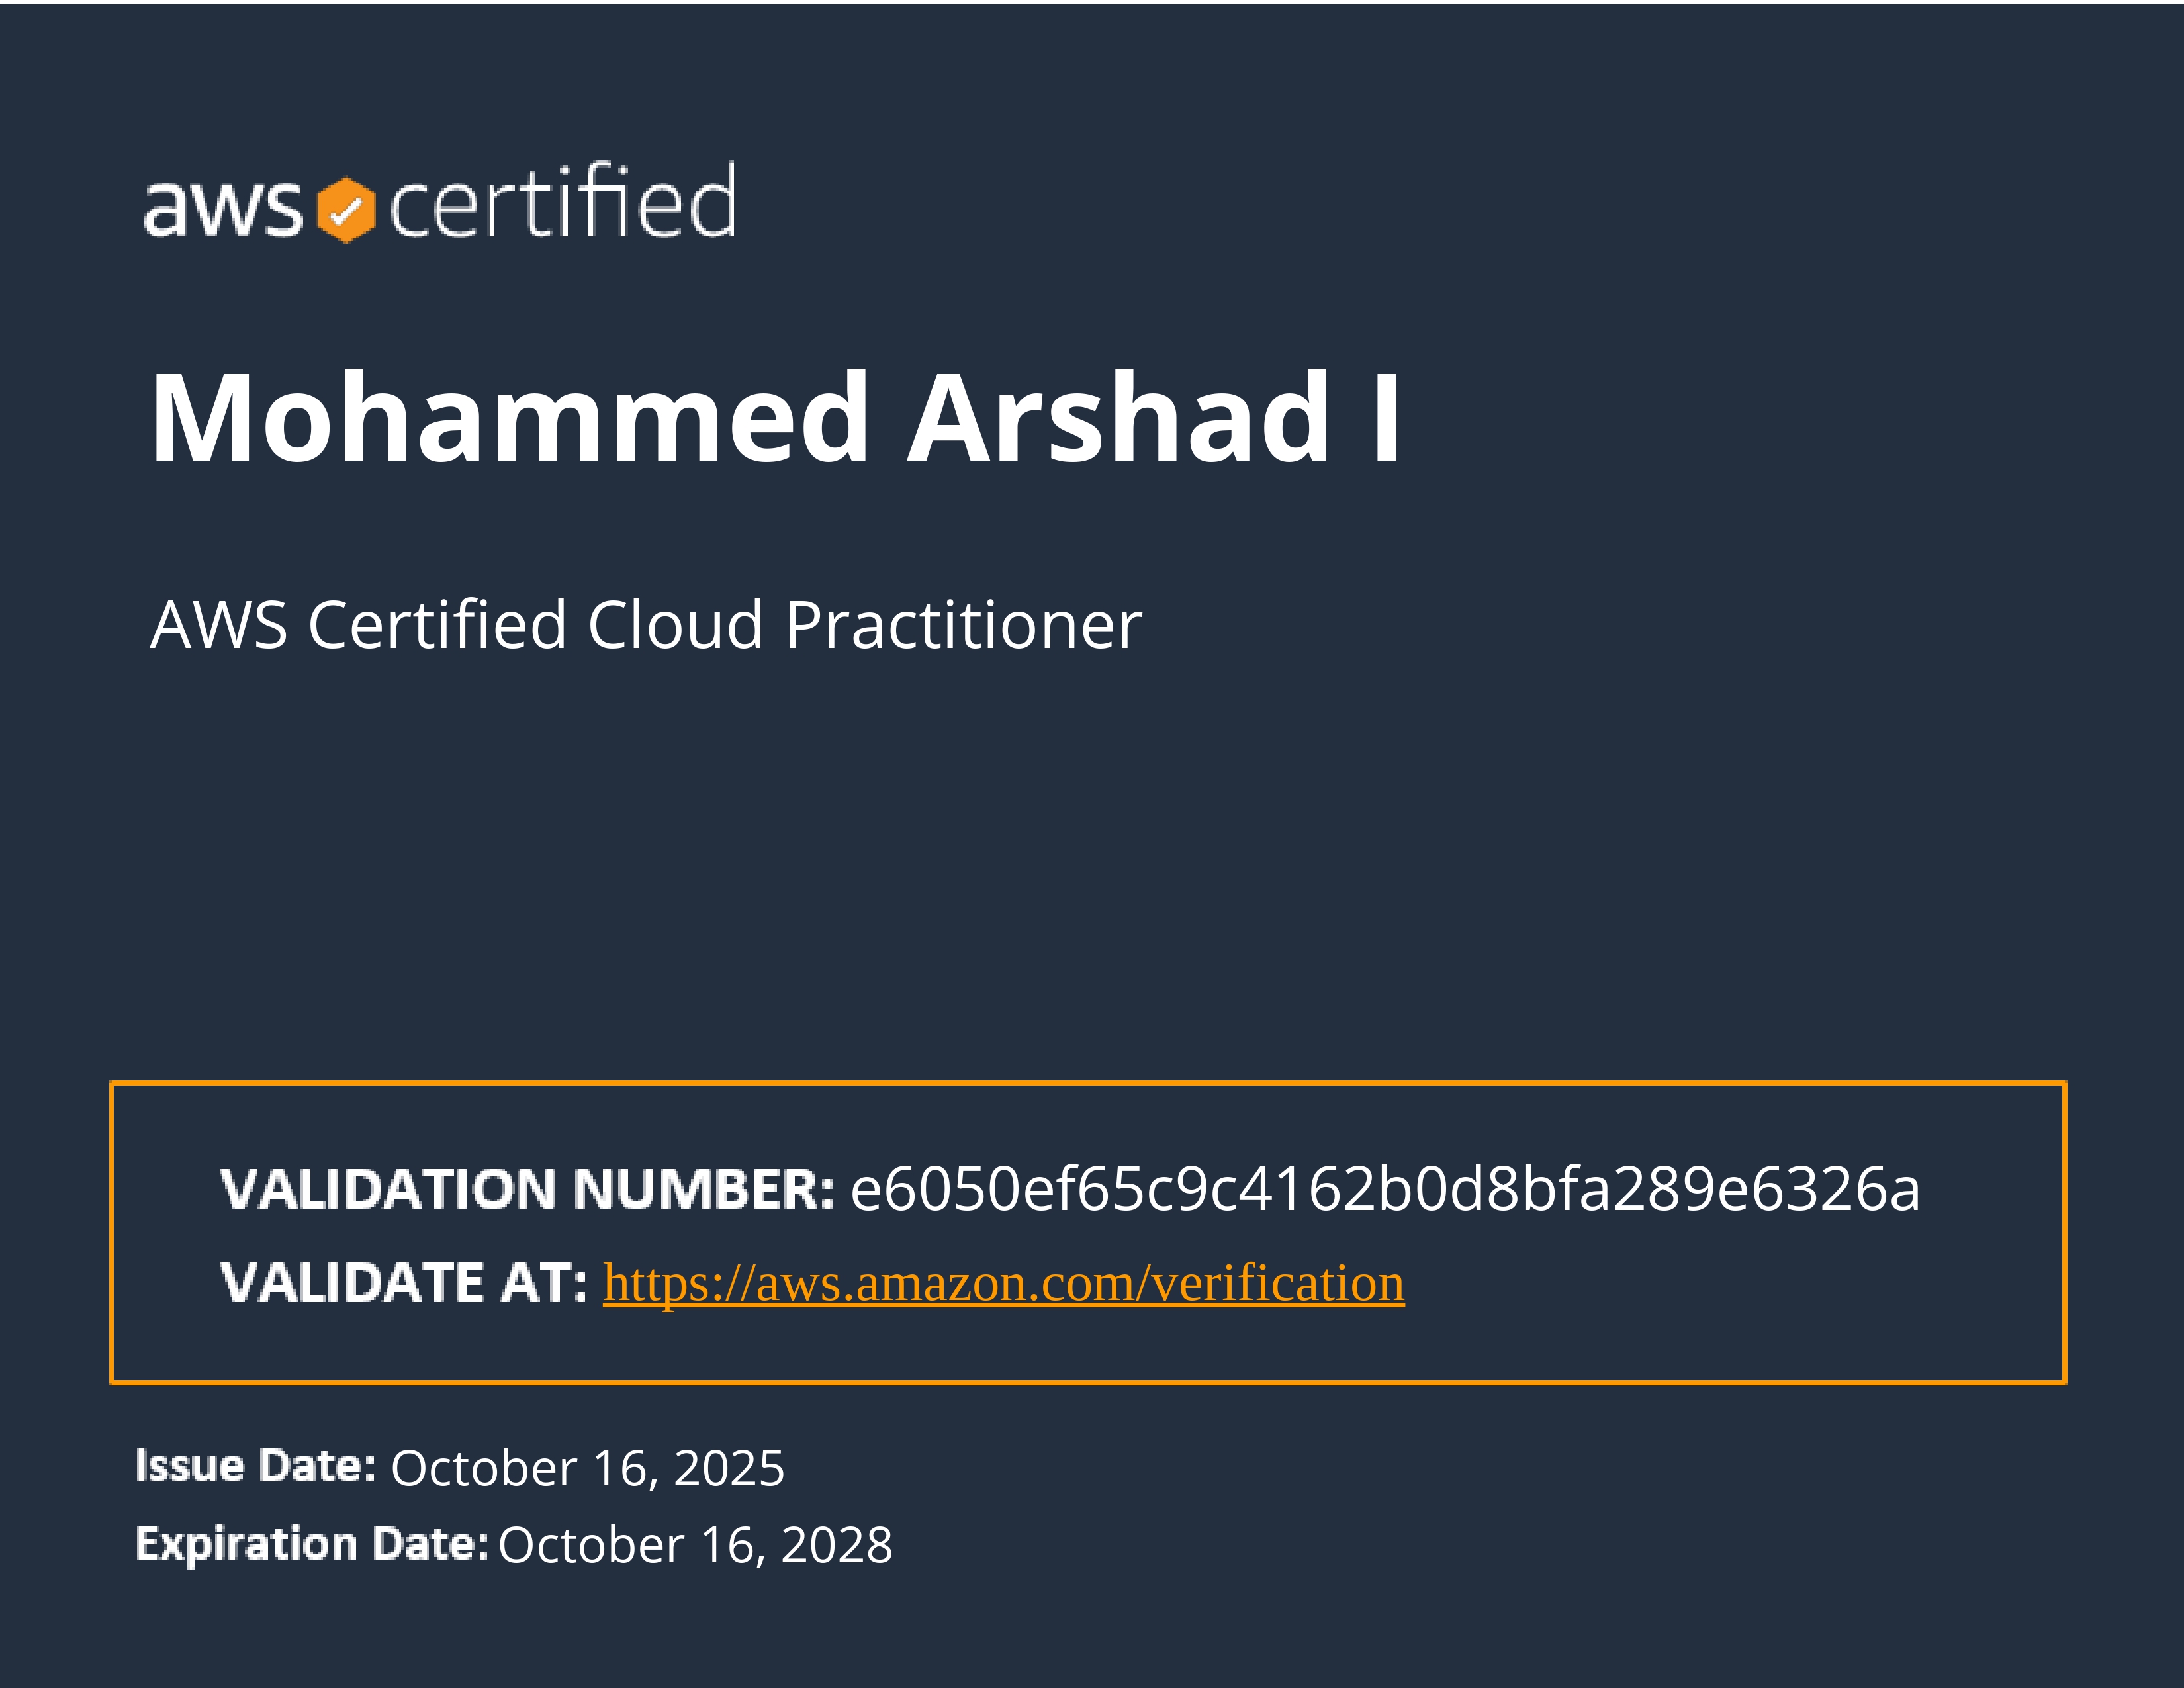 aws certified
Mohammed Arshad I
AWS Certified Cloud Practitioner
VALIDATION NUMBER: e6050ef65c9c4162b0d8bfa289e6326a
VALIDATE AT: https://aws.amazon.com/verification
Issue Date: October 16, 2025
Expiration Date: October 16, 2028